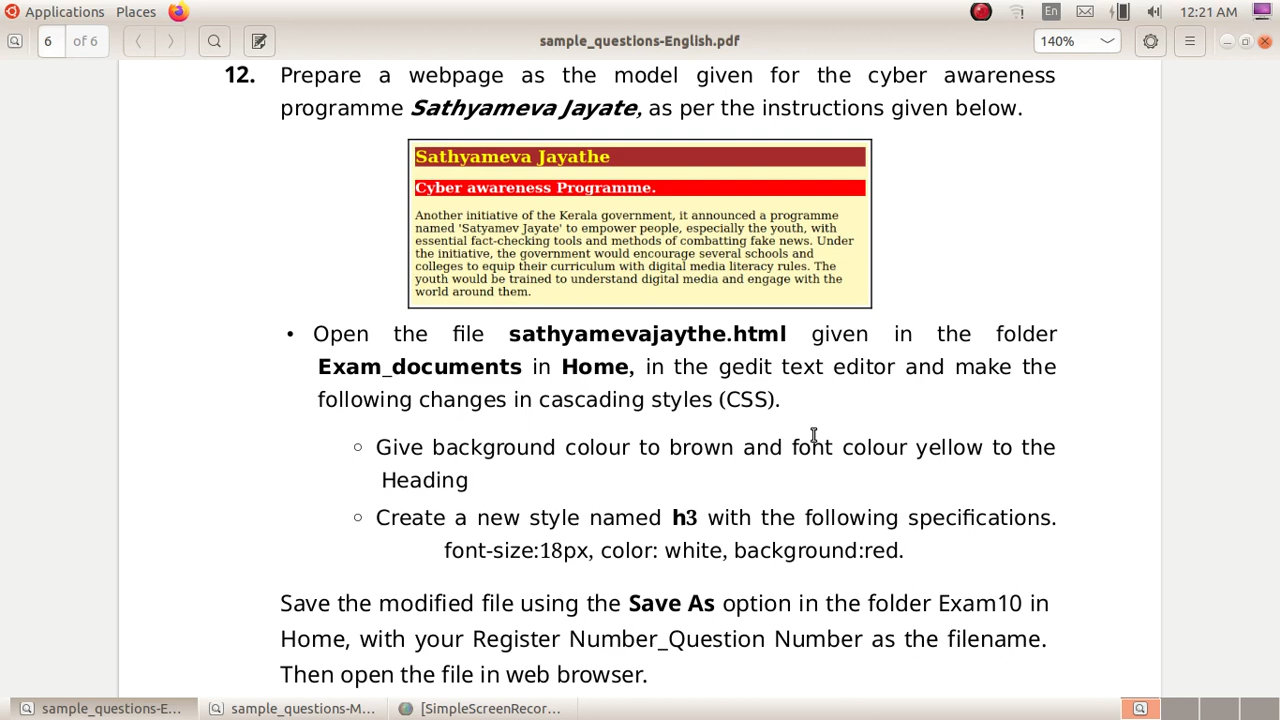 Applications Places En 12:21 AM
6 of 6 sample_questions-English.pdf 140%
12. Prepare a webpage as the model given for the cyber awareness
programme Sathyameva Jayate, as per the instructions given below.
Sathyameva Jayathe
Cyber awareness Programme.
Another initiative of the Kerala government, it announced a programme
named 'Satyamev Jayate' to empower people, especially the youth, with
essential fact-checking tools and methods of combatting fake news. Under
the initiative, the government would encourage several schools and
colleges to equip their curriculum with digital media literacy rules. The
youth would be trained to understand digital media and engage with the
world around them.
• Open the file sathyamevajaythe.html given in the folder
Exam_documents in Home, in the gedit text editor and make the
following changes in cascading styles (CSS).
◦ Give background colour to brown and font colour yellow to the
Heading
◦ Create a new style named h3 with the following specifications.
font-size:18px, color: white, background:red.
Save the modified file using the Save As option in the folder Exam10 in
Home, with your Register Number_Question Number as the filename.
Then open the file in web browser.
sample_questions-E... sample_questions-M... [SimpleScreenRecor...